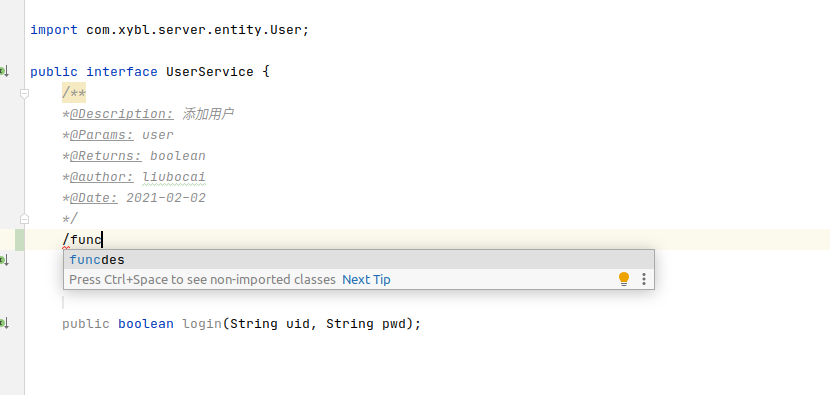 import com.xybl.server.entity.User;
public interface UserService {
/**
*@Description: 添加用户
*@Params: user
*@Returns: boolean
*@author: liubocai
*@Date: 2021-02-02
*/
/func
funcdes
Press Ctrl+Space to see non-imported classes Next Tip
public boolean login(String uid, String pwd);